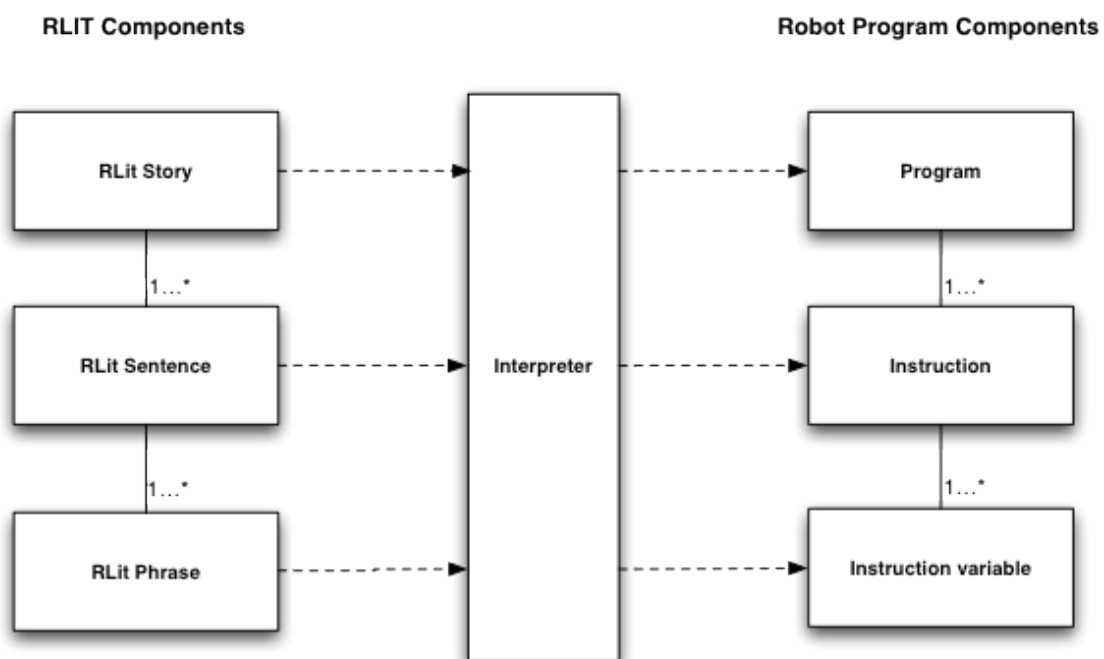 RLIT Components
Robot Program Components
RLit Story
Program
1...*
1...*
RLit Sentence
Interpreter
Instruction
1...*
1...*
RLit Phrase
Instruction variable